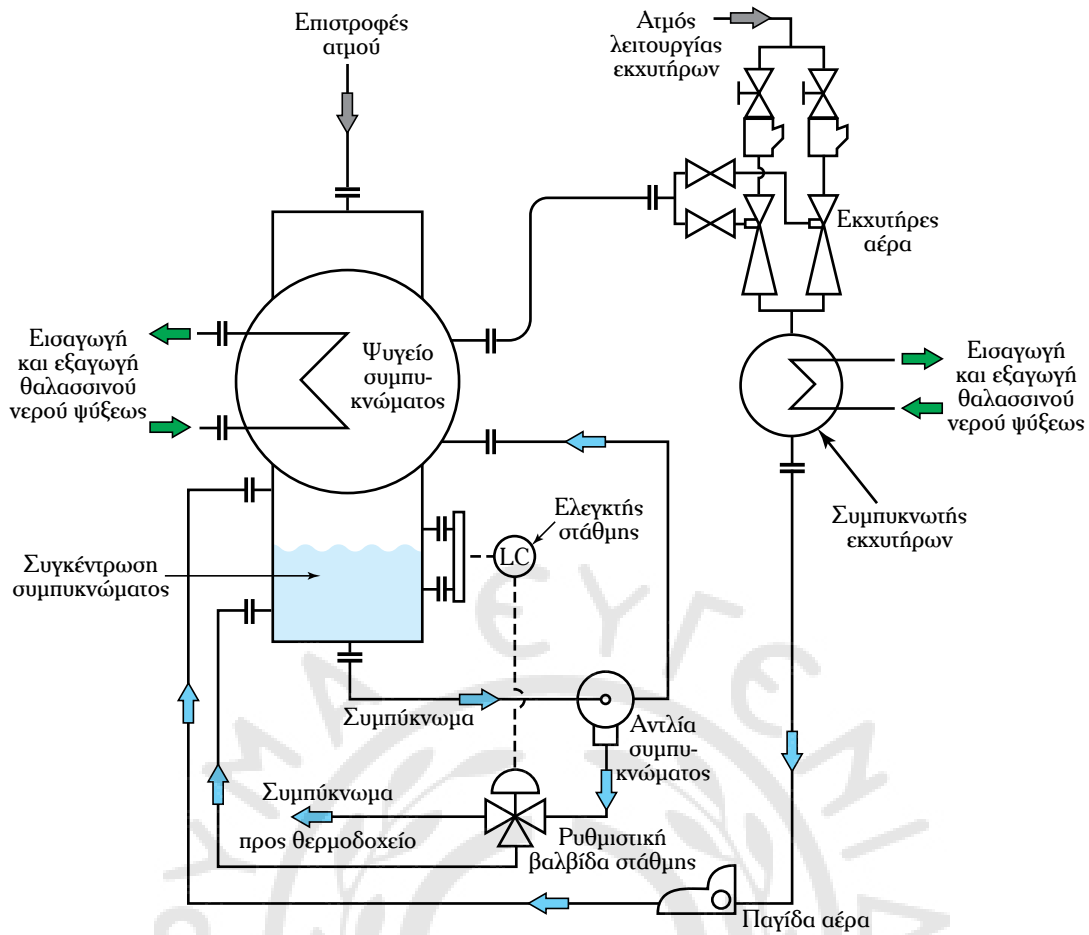 Επιστροφές
ατμού
Ατμός
λειτουργίας
εκχυτήρων
Εκχυτήρες
αέρα
Εισαγωγή
και εξαγωγή
θαλασσινού
νερού ψύξεως
Ψυγείο
συμπυ-
κνώματος
Εισαγωγή
και εξαγωγή
θαλασσινού
νερού ψύξεως
Συμπυκνωτής
εκχυτήρων
Ελεγκτής
στάθμης
LC
Συγκέντρωση
συμπυκνώματος
Συμπύκνωμα
Αντλία
συμπυ-
κνώματος
Συμπύκνωμα
προς θερμοδοχείο
Ρυθμιστική
βαλβίδα στάθμης
Παγίδα αέρα
ΥΜΑ ΕΥΓΕΝΙΔ